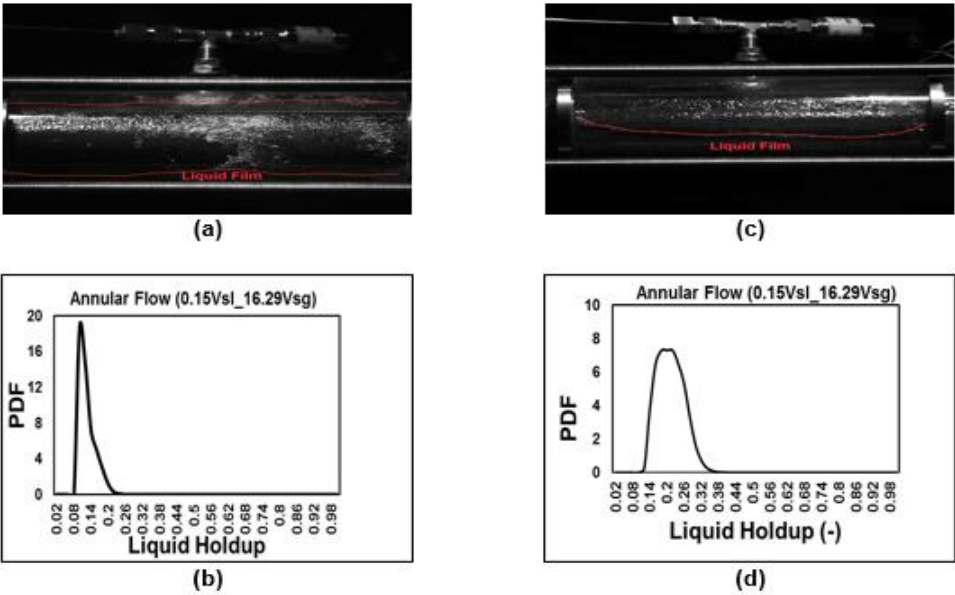 Liquid Film
(a)
Liquid Film
(c)
Annular Flow (0.15Vsl_16.29Vsg)
20
16
12
8
4
0
PDF
0.02 0.08 0.14 0.2 0.26 0.32 0.38 0.44 0.5 0.56 0.62 0.68 0.74 0.8 0.86 0.92 0.98
Liquid Holdup
(b)
Annular Flow (0.15Vsl_16.29Vsg)
10
8
6
4
2
0
PDF
0.02 0.08 0.14 0.2 0.26 0.32 0.38 0.44 0.5 0.56 0.62 0.68 0.74 0.8 0.86 0.92 0.98
Liquid Holdup (-)
(d)